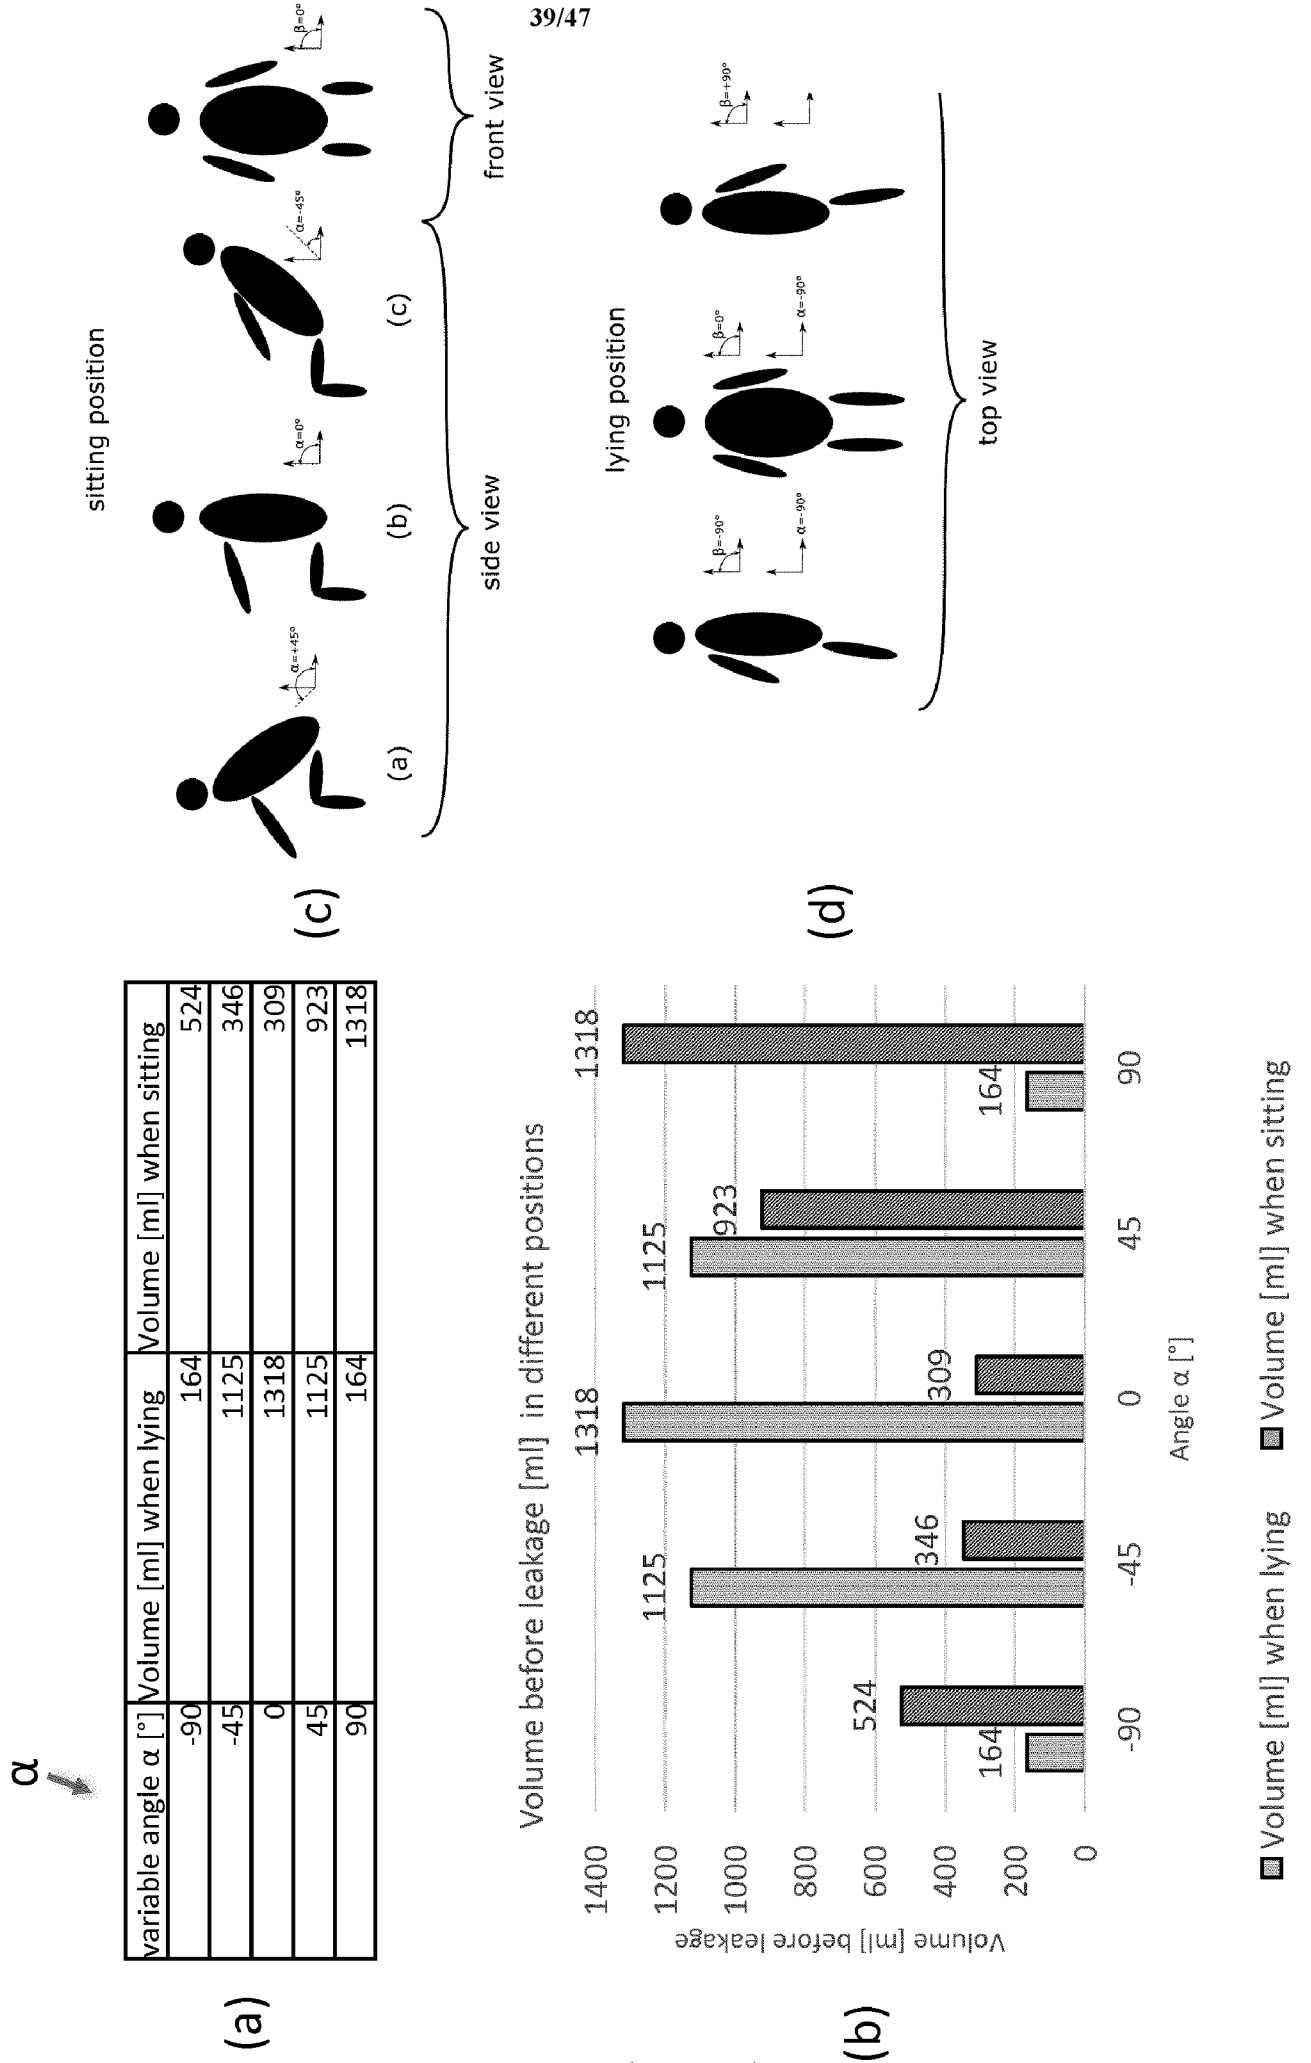 39/47
α
variable angle α [°] Volume [ml] when lying Volume [ml] when sitting
-90 164 524
-45 1125 346
0 1318 309
45 1125 923
90 164 1318
(a)
Volume before leakage [ml] in different positions
Volume [ml] before leakage
1400
1200
1000
800
600
400
200
0
164 524
1125 346
1318 309
1125 923
164 1318
-90 -45 0 45 90
Angle α [°]
Volume [ml] when lying Volume [ml] when sitting
(b)
sitting position
α=+45°
α=0°
α=-45°
β=0°
(a) (b) (c)
side view front view
(c)
lying position
β=-90°
α=-90°
β=0°
α=-90°
β=+90°
top view
(d)